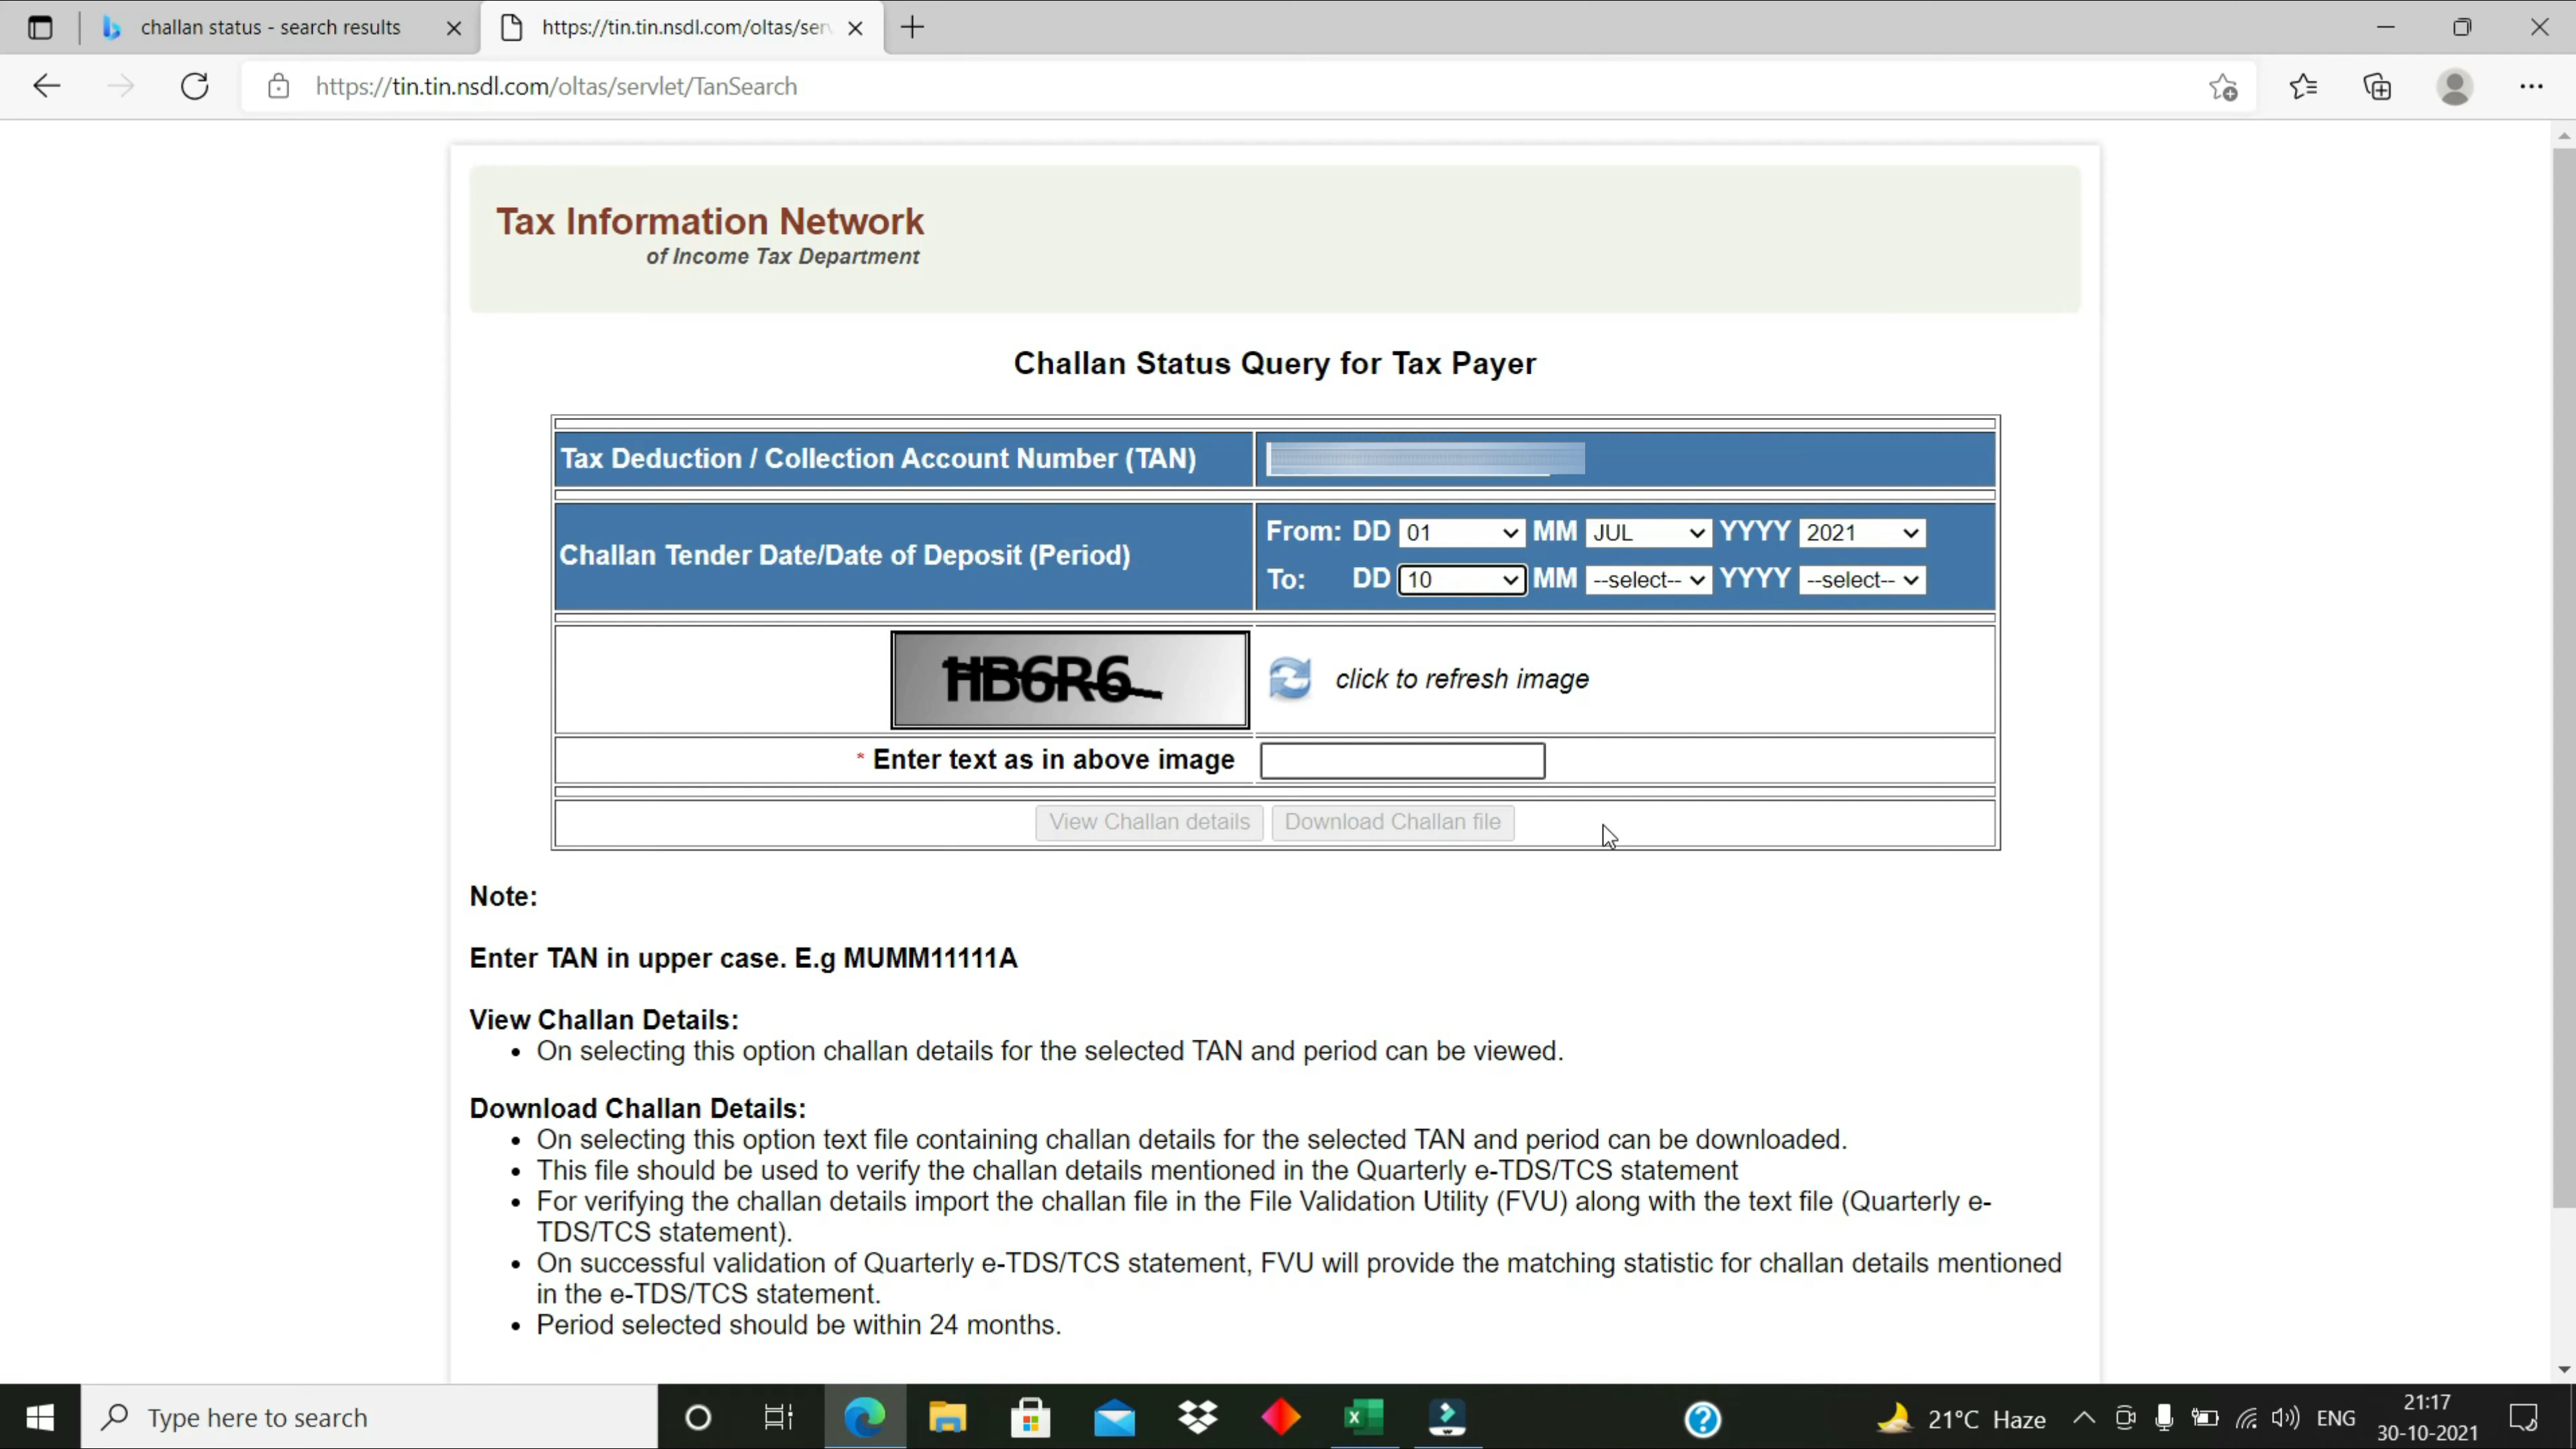 challan status - search results
https://tin.tin.nsdl.com/oltas/ser
https://tin.tin.nsdl.com/oltas/servlet/TanSearch
Tax Information Network
of Income Tax Department
Challan Status Query for Tax Payer
Tax Deduction / Collection Account Number (TAN)
Challan Tender Date/Date of Deposit (Period)
From: DD 01 MM JUL YYYY 2021
To: DD 10 MM --select-- YYYY --select--
HB6R6
click to refresh image
* Enter text as in above image
View Challan details Download Challan file
Note:
Enter TAN in upper case. E.g MUMM11111A
View Challan Details:
• On selecting this option challan details for the selected TAN and period can be viewed.
Download Challan Details:
• On selecting this option text file containing challan details for the selected TAN and period can be downloaded.
• This file should be used to verify the challan details mentioned in the Quarterly e-TDS/TCS statement
• For verifying the challan details import the challan file in the File Validation Utility (FVU) along with the text file (Quarterly e-
TDS/TCS statement).
• On successful validation of Quarterly e-TDS/TCS statement, FVU will provide the matching statistic for challan details mentioned
in the e-TDS/TCS statement.
• Period selected should be within 24 months.
Type here to search
21°C Haze
ENG
21:17
30-10-2021